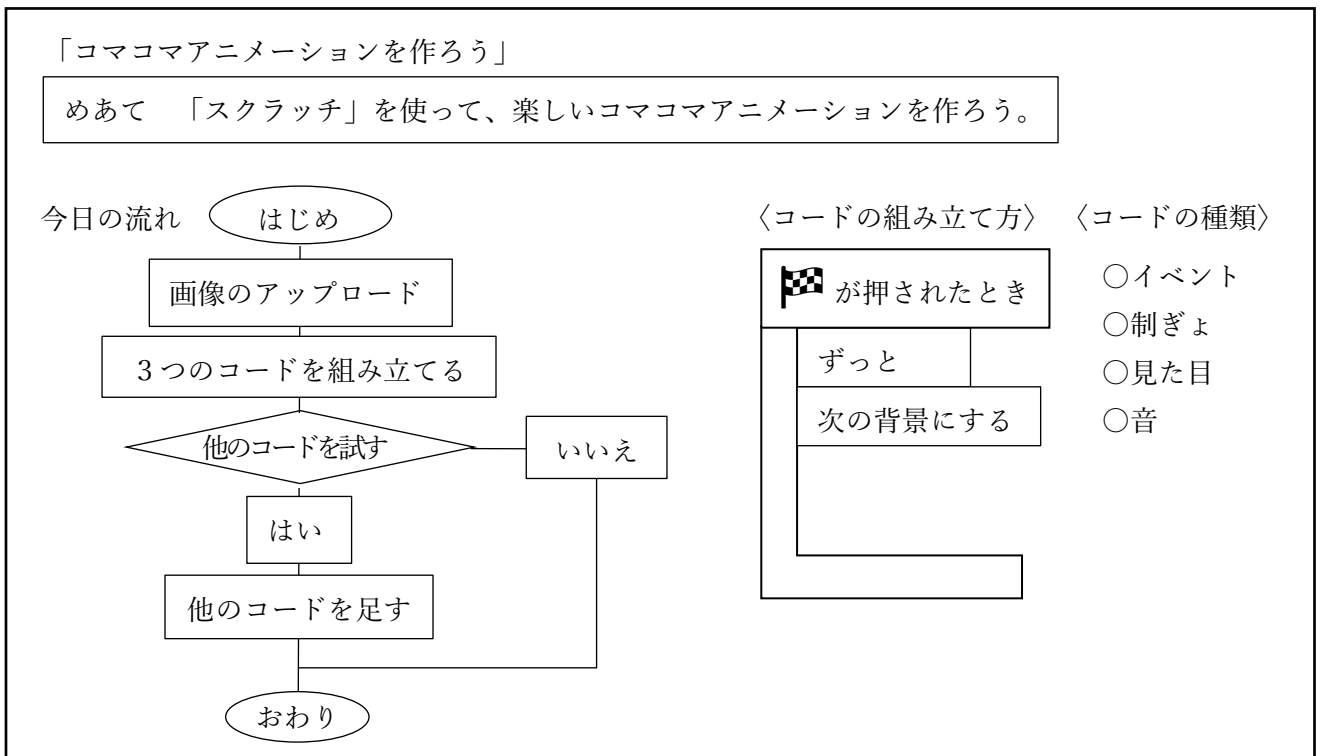 「コマコマアニメーションを作ろう」
めあて　「スクラッチ」を使って、楽しいコマコマアニメーションを作ろう。
今日の流れ
はじめ
画像のアップロード
３つのコードを組み立てる
他のコードを試す
いいえ
はい
他のコードを足す
おわり
〈コードの組み立て方〉
が押されたとき
ずっと
次の背景にする
〈コードの種類〉
○イベント
○制ぎょ
○見た目
○音